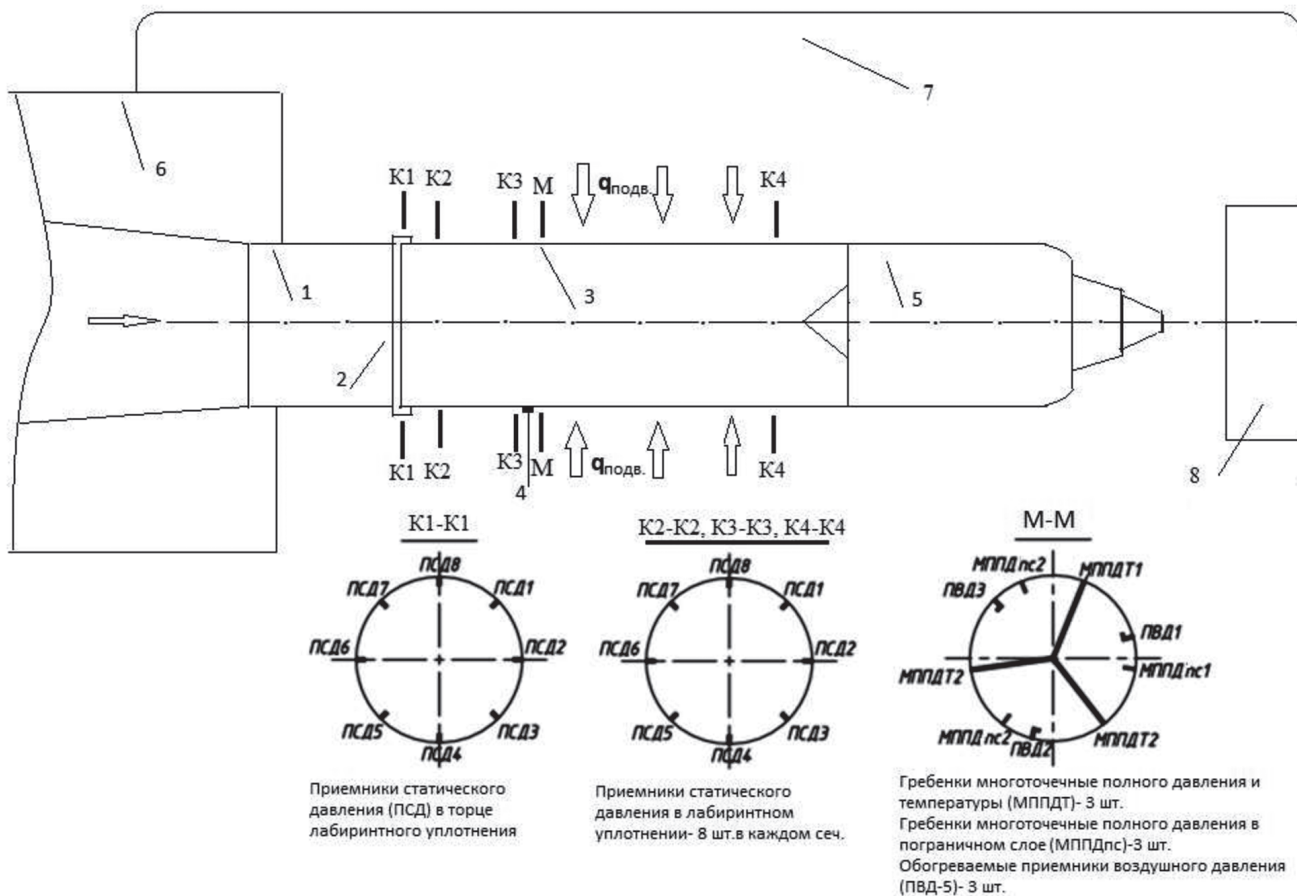 7
6
К1
К2
К3
М
qподв.
К4
1
3
5
2
К1
К2
К3
М
qподв.
К4
4
8
К1-К1
К2-К2, К3-К3, К4-К4
М-М
ПСД8
ПСД7
ПСД1
ПСД6
ПСД2
ПСД5
ПСД3
ПСД4
ПСД8
ПСД7
ПСД1
ПСД6
ПСД2
ПСД5
ПСД3
ПСД4
МППДпс2
МППДТ1
ПВД3
ПВД1
МППДпс1
МППДТ2
МППДпс2
ПВД2
МППДТ2
Приемники статического
давления (ПСД) в торце
лабиринтного уплотнения
Приемники статического
давления в лабиринтном
уплотнении- 8 шт.в каждом сеч.
Гребенки многоточечные полного давления и
температуры (МППДТ)- 3 шт.
Гребенки многоточечные полного давления в
пограничном слое (МППДпс)-3 шт.
Обогреваемые приемники воздушного давления
(ПВД-5)- 3 шт.